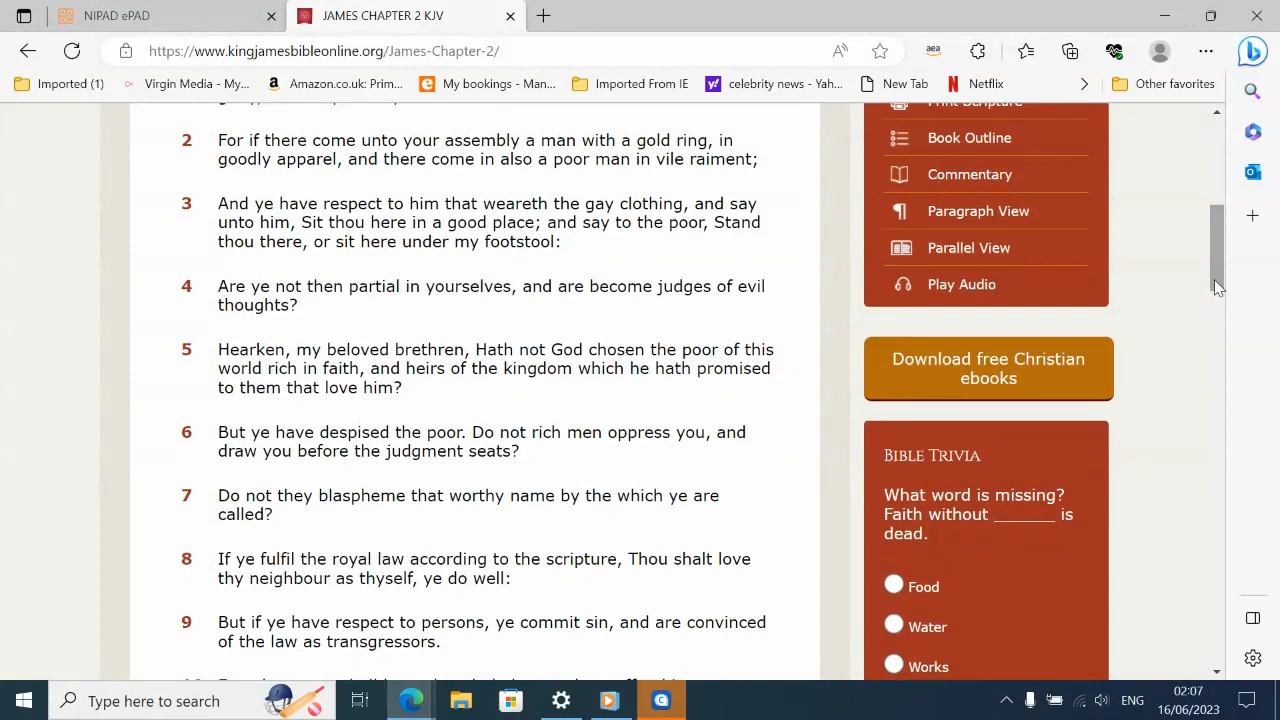 NIPAD ePAD
JAMES CHAPTER 2 KJV
https://www.kingjamesbibleonline.org/James-Chapter-2/
aea
Imported (1)
Virgin Media - My...
Amazon.co.uk: Prim...
My bookings - Man...
Imported From IE
celebrity news - Yah...
New Tab
Netflix
Other favorites
2 For if there come unto your assembly a man with a gold ring, in
goodly apparel, and there come in also a poor man in vile raiment;
3 And ye have respect to him that weareth the gay clothing, and say
unto him, Sit thou here in a good place; and say to the poor, Stand
thou there, or sit here under my footstool:
4 Are ye not then partial in yourselves, and are become judges of evil
thoughts?
5 Hearken, my beloved brethren, Hath not God chosen the poor of this
world rich in faith, and heirs of the kingdom which he hath promised
to them that love him?
6 But ye have despised the poor. Do not rich men oppress you, and
draw you before the judgment seats?
7 Do not they blaspheme that worthy name by the which ye are
called?
8 If ye fulfil the royal law according to the scripture, Thou shalt love
thy neighbour as thyself, ye do well:
9 But if ye have respect to persons, ye commit sin, and are convinced
of the law as transgressors.
Print Scripture
Book Outline
Commentary
Paragraph View
Parallel View
Play Audio
Download free Christian
ebooks
BIBLE TRIVIA
What word is missing?
Faith without _______ is
dead.
Food
Water
Works
Type here to search
ENG
02:07
16/06/2023